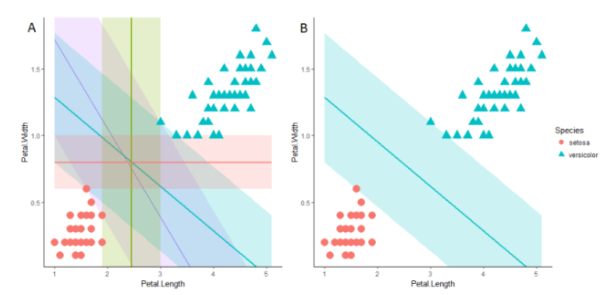 A
B
Petal.Width
1.5
1.0
0.5
1
2
3
4
5
Petal.Length
Petal.Width
1.5
1.0
0.5
1
2
3
4
5
Petal.Length
Species
setosa
versicolor